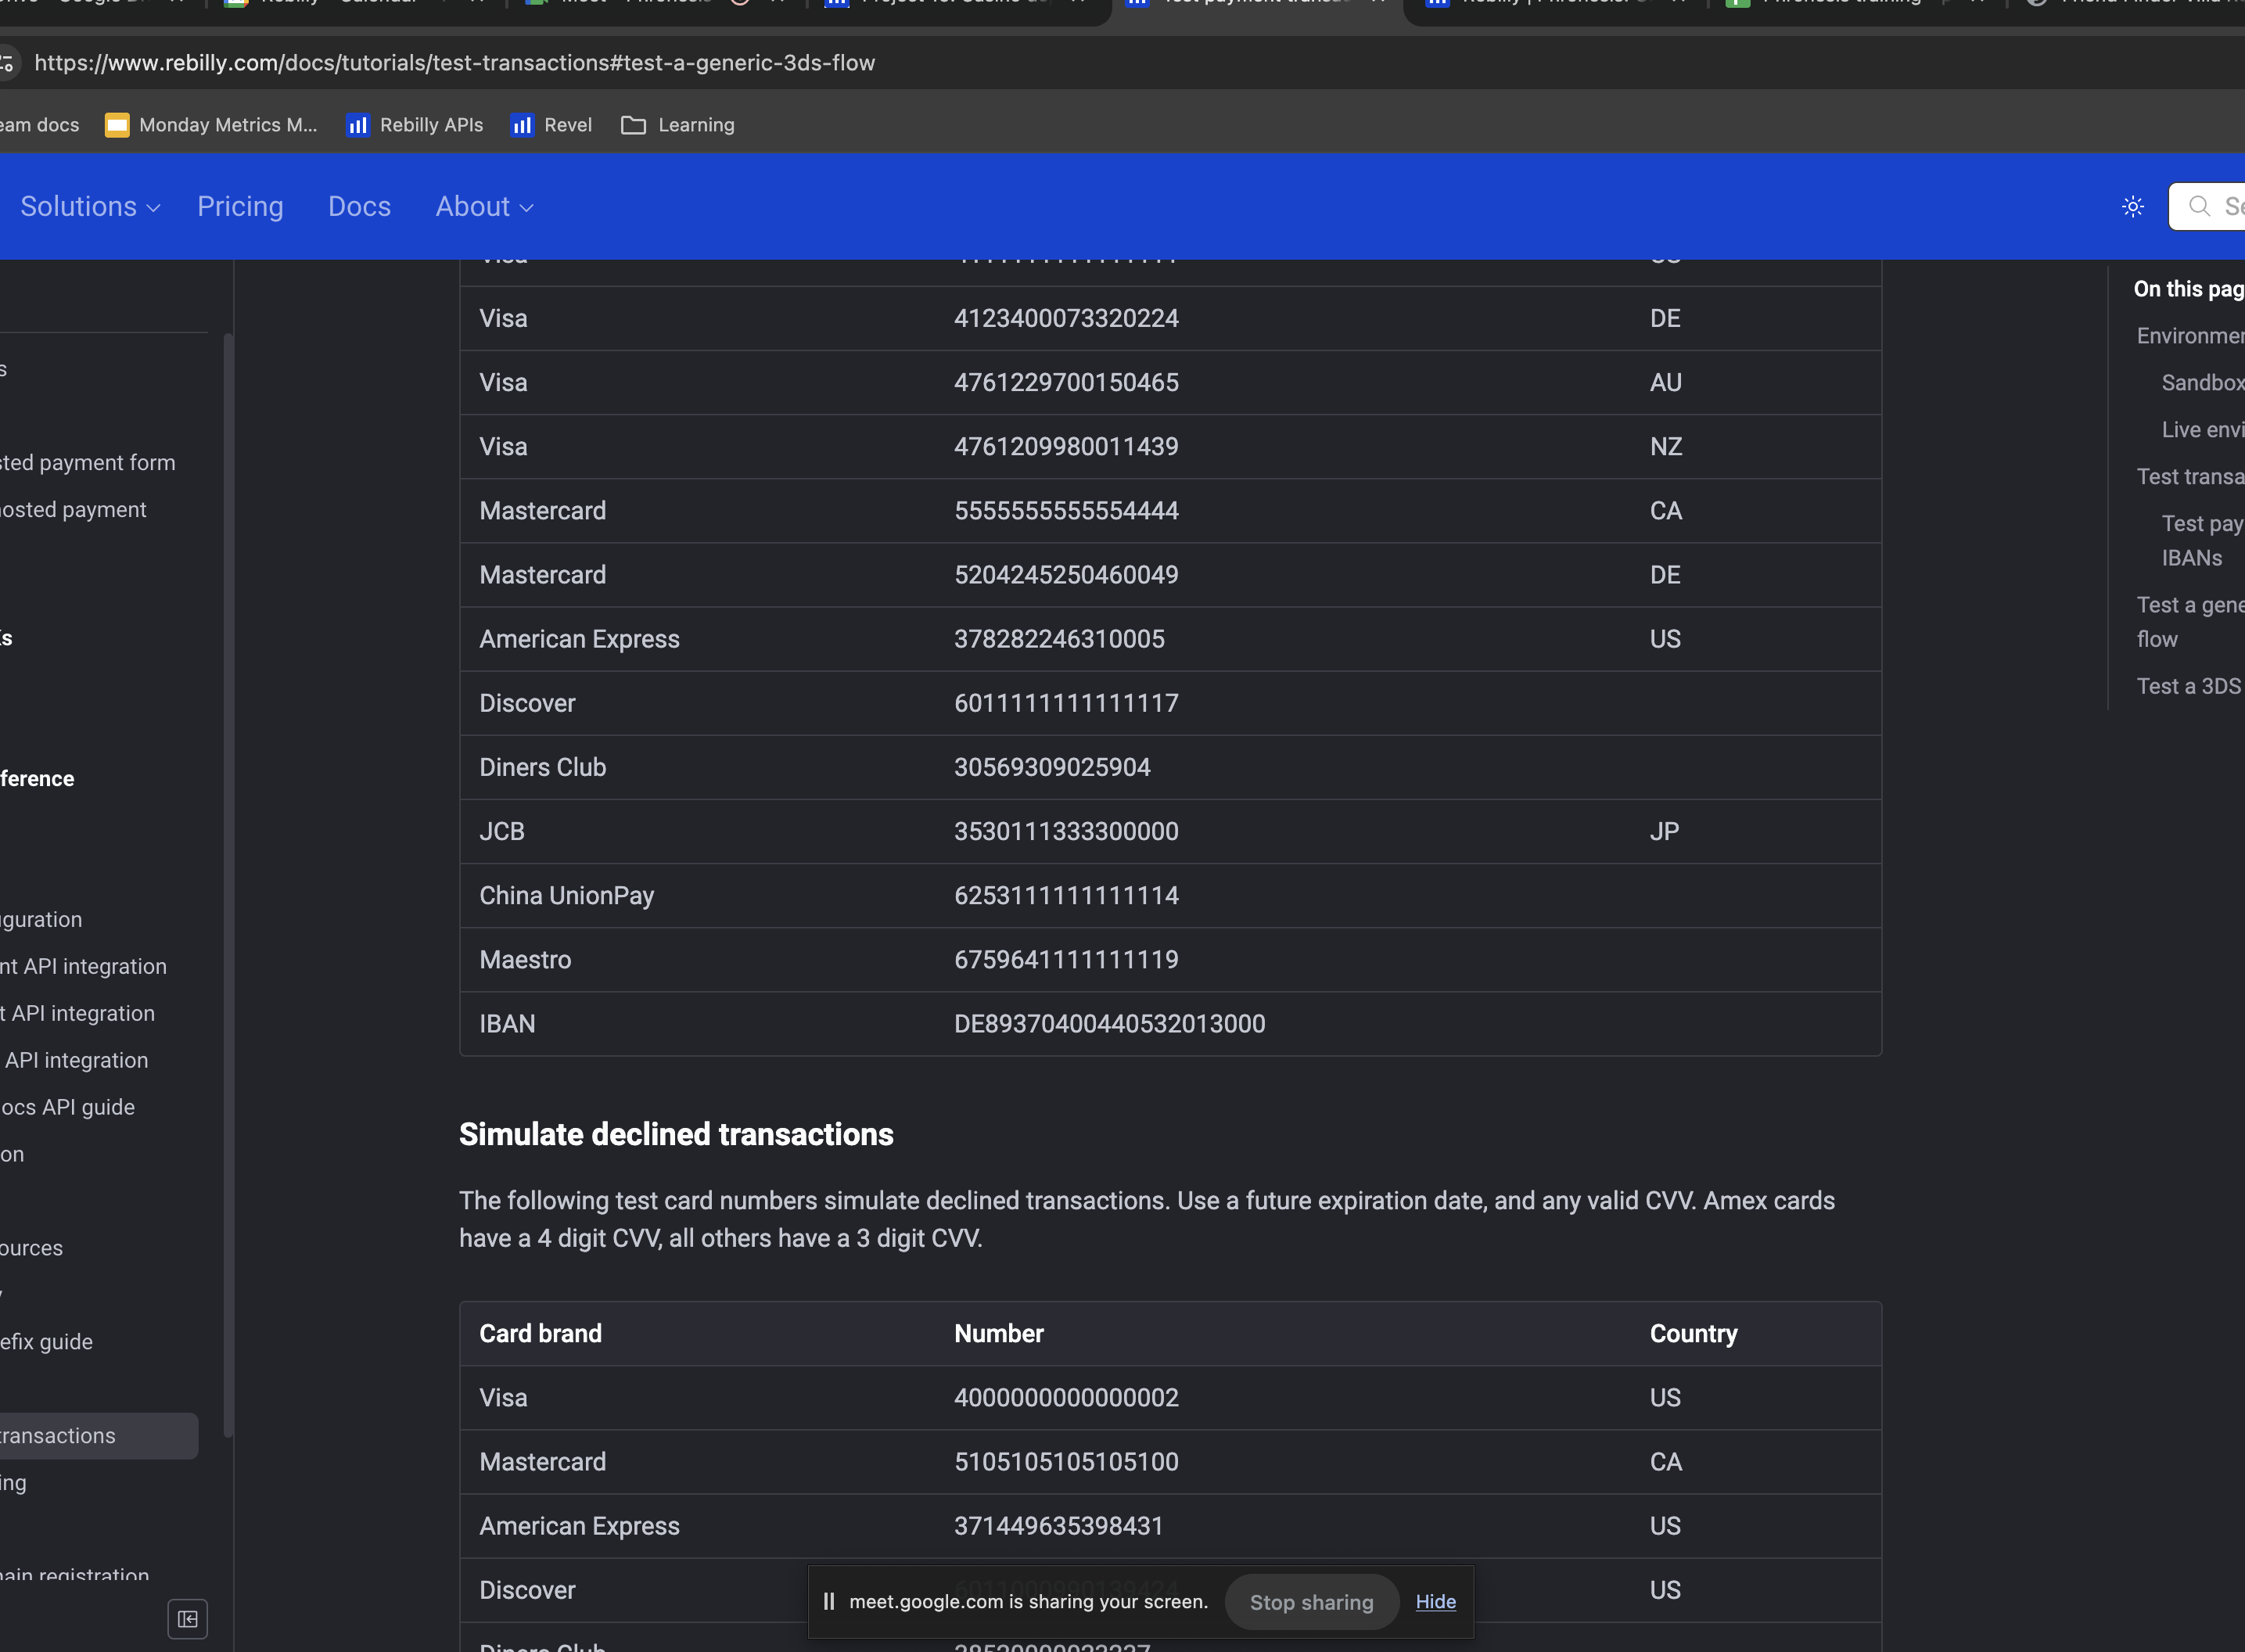 https://www.rebilly.com/docs/tutorials/test-transactions#test-a-generic-3ds-flow
eam docs
Monday Metrics M...
Rebilly APIs
Revel
Learning
Solutions
Pricing
Docs
About
Visa 4123400073320224 DE
Visa 4761229700150465 AU
Visa 4761209980011439 NZ
Mastercard 5555555555554444 CA
Mastercard 5204245250460049 DE
American Express 378282246310005 US
Discover 6011111111111117
Diners Club 30569309025904
JCB 3530111333300000 JP
China UnionPay 6253111111111114
Maestro 6759641111111119
IBAN DE89370400440532013000
Simulate declined transactions
The following test card numbers simulate declined transactions. Use a future expiration date, and any valid CVV. Amex cards
have a 4 digit CVV, all others have a 3 digit CVV.
Card brand Number Country
Visa 4000000000000002 US
Mastercard 5105105105105100 CA
American Express 371449635398431 US
Discover US
meet.google.com is sharing your screen.
Stop sharing
Hide
sted payment form
osted payment
ference
guration
nt API integration
t API integration
API integration
ocs API guide
on
ources
efix guide
transactions
ing
On this pag
Environmer
Sandbox
Live envi
Test transa
Test pay
IBANs
Test a gene
flow
Test a 3DS